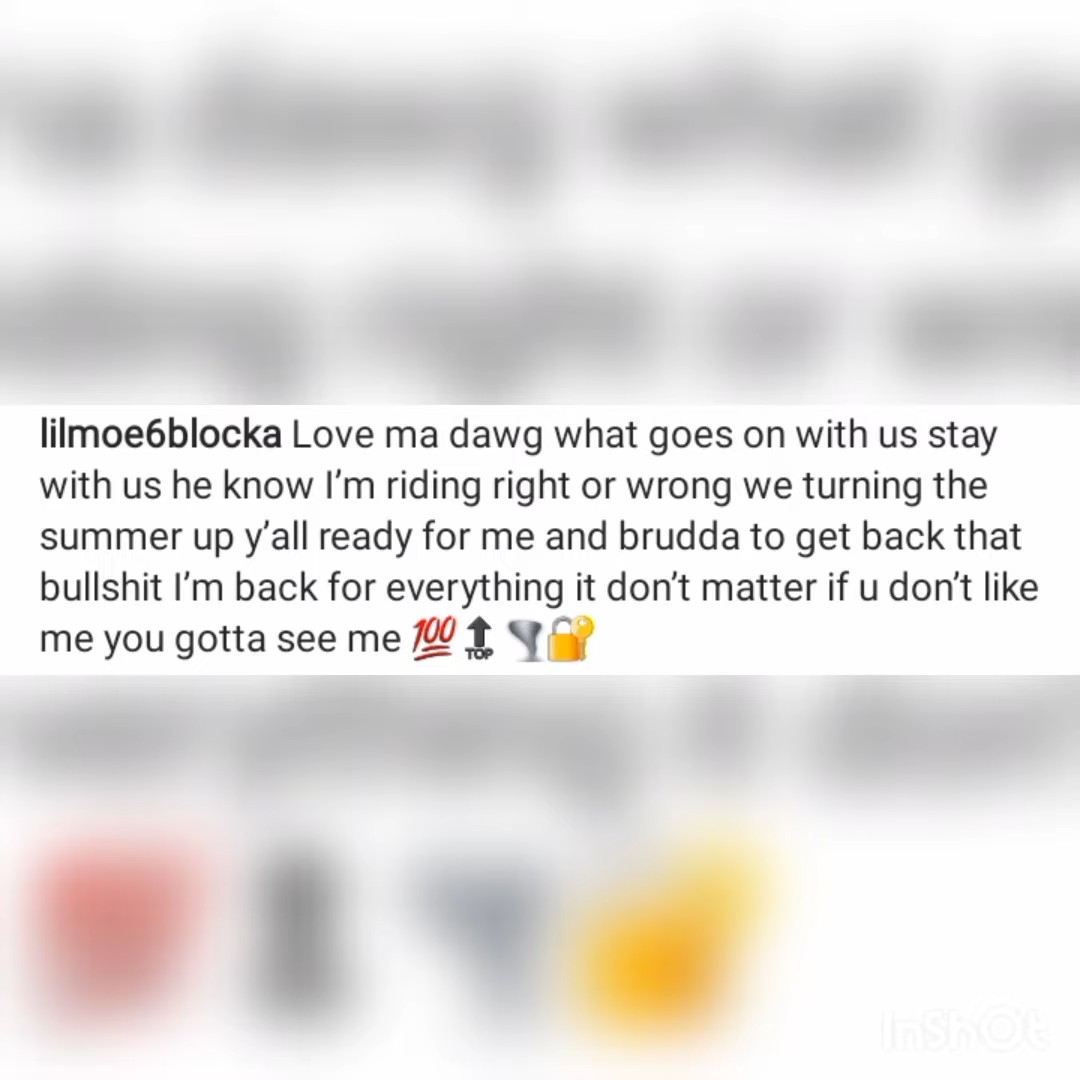 lilmoe6blocka Love ma dawg what goes on with us stay
with us he know I’m riding right or wrong we turning the
summer up y’all ready for me and brudda to get back that
bullshit I’m back for everything it don’t matter if u don’t like
me you gotta see me 💯🔝🌪️🔐
InShOt